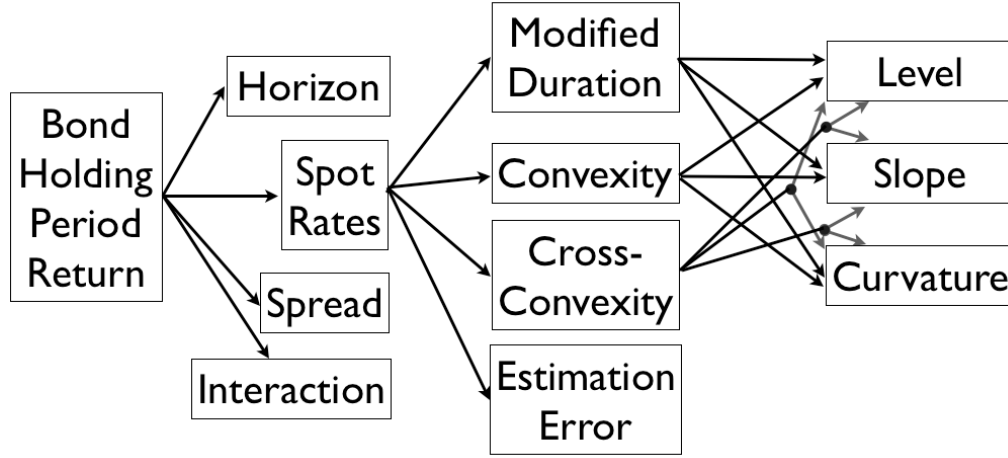 Bond
Holding
Period
Return
Horizon
Spot
Rates
Spread
Interaction
Modified
Duration
Convexity
Cross-
Convexity
Estimation
Error
Level
Slope
Curvature